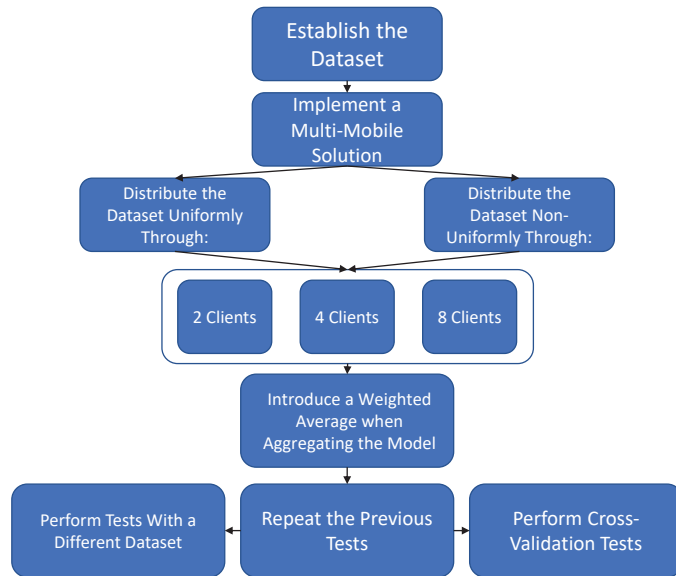 Establish the
Dataset
Implement a
Multi-Mobile
Solution
Distribute the
Dataset Uniformly
Through:
Distribute the
Dataset Non-
Uniformly Through:
2 Clients
4 Clients
8 Clients
Introduce a Weighted
Average when
Aggregating the Model
Perform Tests With a
Different Dataset
Repeat the Previous
Tests
Perform Cross-
Validation Tests